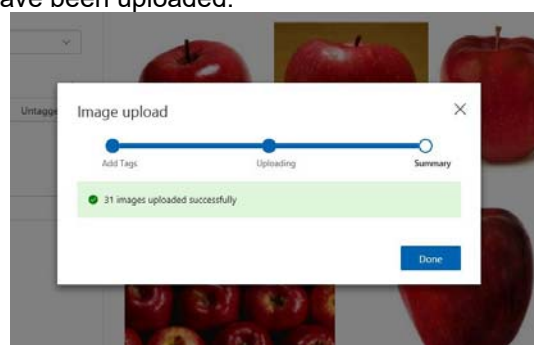 ave been uploaded.
Untagge
Image upload
Add Tags
Uploading
Summary
31 images uploaded successfully
Done